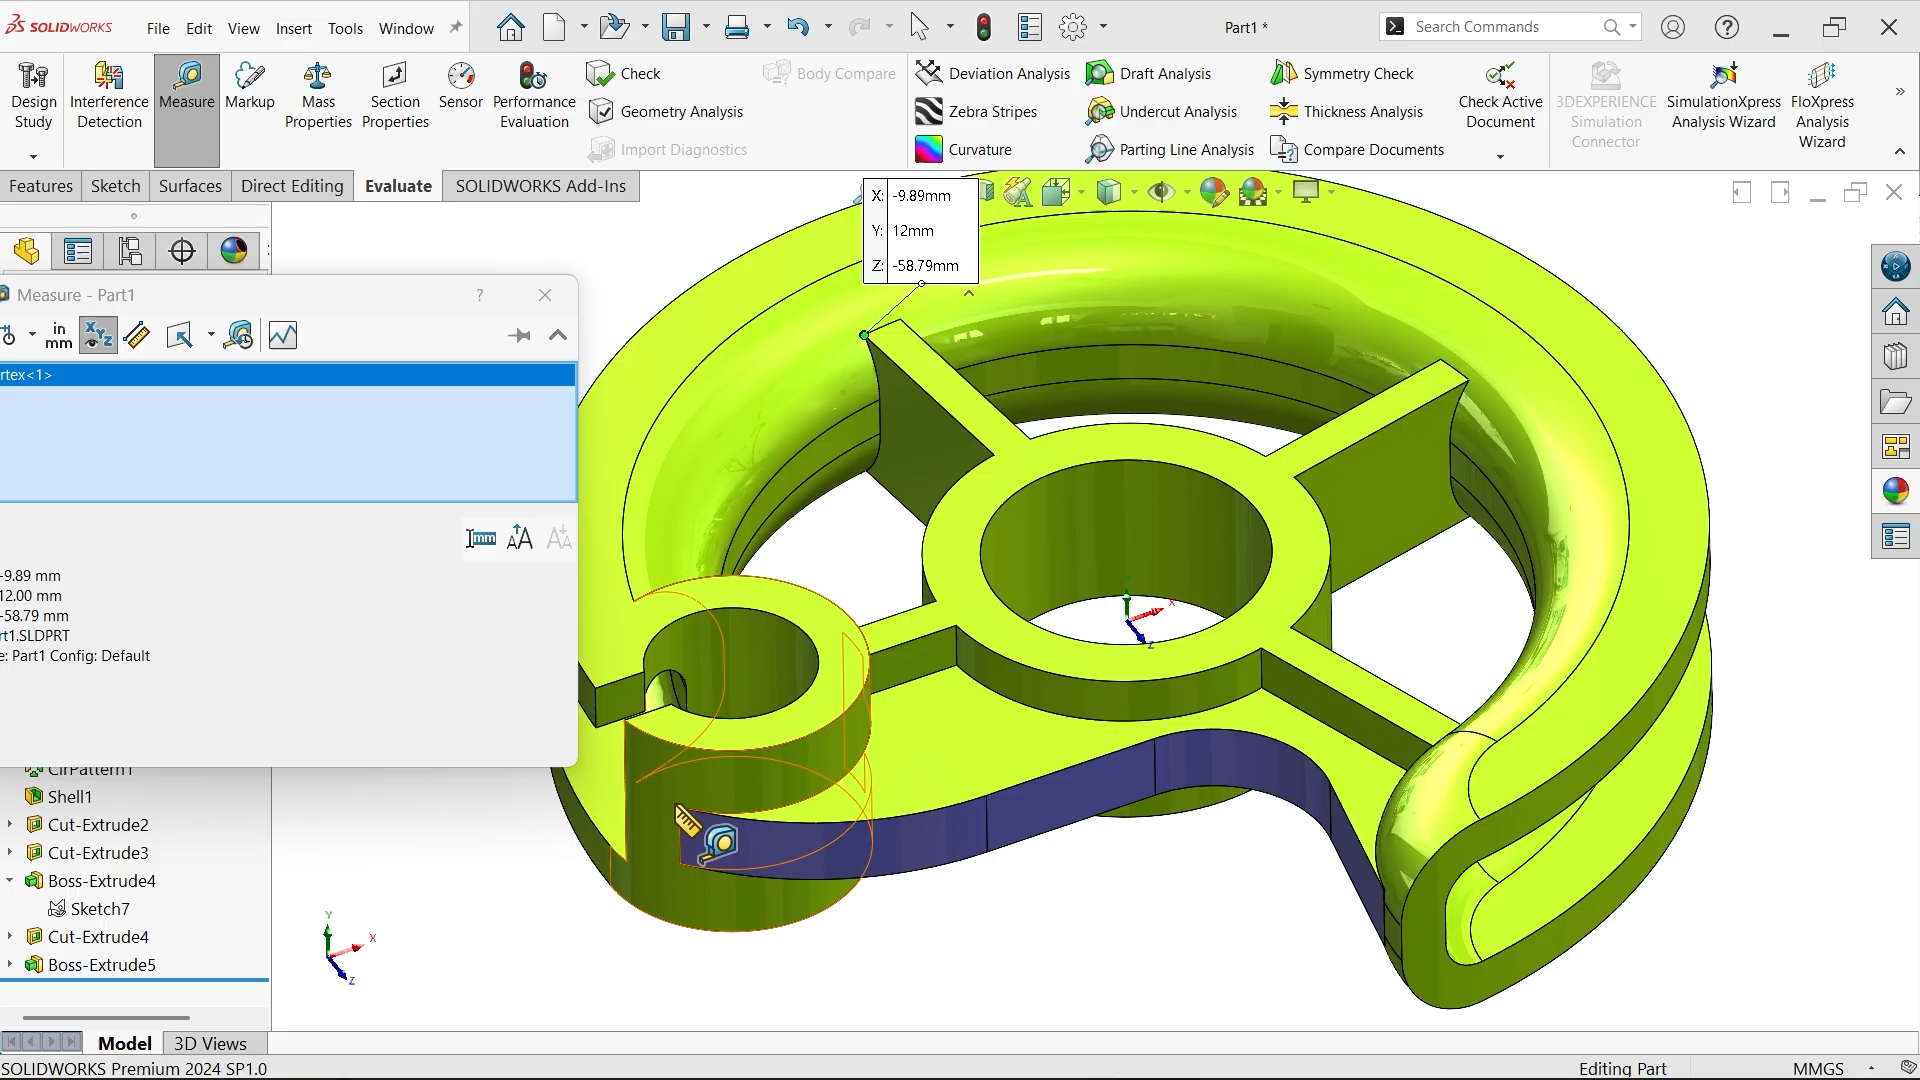 SOLIDWORKS File Edit View Insert Tools Window Part1 * Search Commands
Design Study
Interference Detection
Measure
Markup
Mass Properties
Section Properties
Sensor
Performance Evaluation
Check
Geometry Analysis
Import Diagnostics
Body Compare
Deviation Analysis
Zebra Stripes
Curvature
Draft Analysis
Undercut Analysis
Parting Line Analysis
Symmetry Check
Thickness Analysis
Compare Documents
Check Active Document
3DEXPERIENCE Simulation Connector
SimulationXpress Analysis Wizard
FloXpress Analysis Wizard
Features Sketch Surfaces Direct Editing Evaluate SOLIDWORKS Add-Ins
X: -9.89mm
Y: 12mm
Z: -58.79mm
Measure - Part1 ?
in
mm
XYZ
rtex<1>
mm AA AA
-9.89 mm
12.00 mm
-58.79 mm
rt1.SLDPRT
e: Part1 Config: Default
CirPattern1
Shell1
Cut-Extrude2
Cut-Extrude3
Boss-Extrude4
Sketch7
Cut-Extrude4
Boss-Extrude5
Y
X
Z
X
Z
Model 3D Views
SOLIDWORKS Premium 2024 SP1.0 Editing Part MMGS